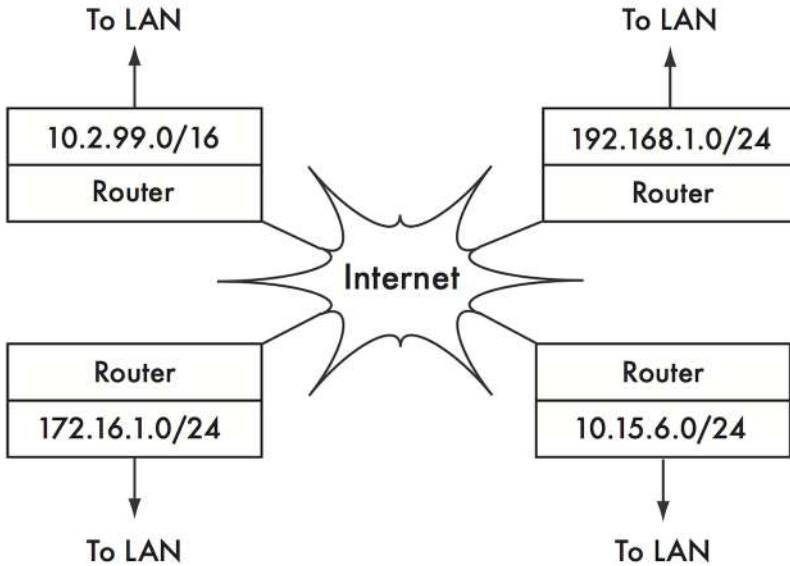 To LAN
To LAN
10.2.99.0/16
192.168.1.0/24
Router
Router
Internet
Router
Router
172.16.1.0/24
10.15.6.0/24
To LAN
To LAN